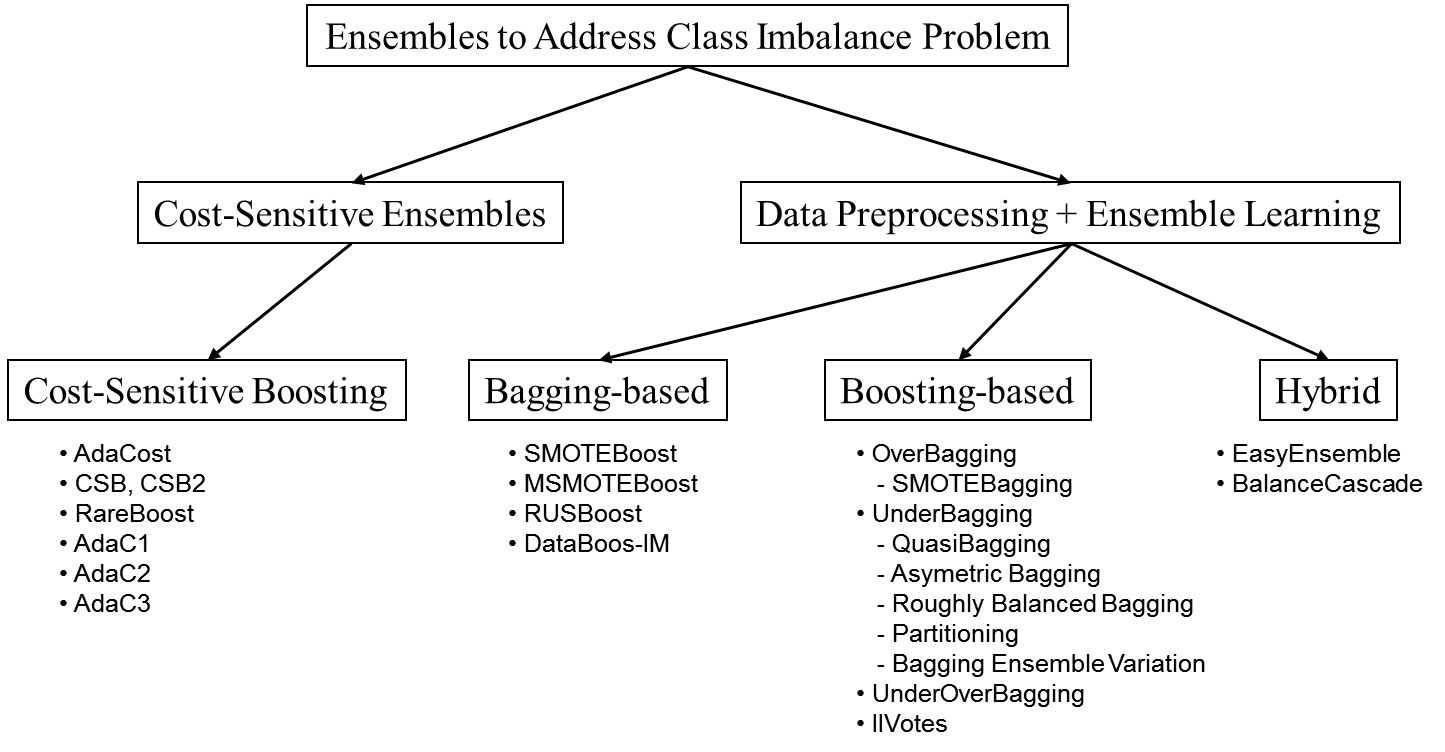 Ensembles to Address Class Imbalance Problem
Cost-Sensitive Ensembles
Data Preprocessing + Ensemble Learning
Cost-Sensitive Boosting
• AdaCost
• CSB, CSB2
• RareBoost
• AdaC1
• AdaC2
• AdaC3
Bagging-based
• SMOTEBoost
• MSMOTEBoost
• RUSBoost
• DataBoos-IM
Boosting-based
• OverBagging
- SMOTEBagging
• UnderBagging
- QuasiBagging
- Asymetric Bagging
- Roughly Balanced Bagging
- Partitioning
- Bagging Ensemble Variation
• UnderOverBagging
• IIVotes
Hybrid
• EasyEnsemble
• BalanceCascade